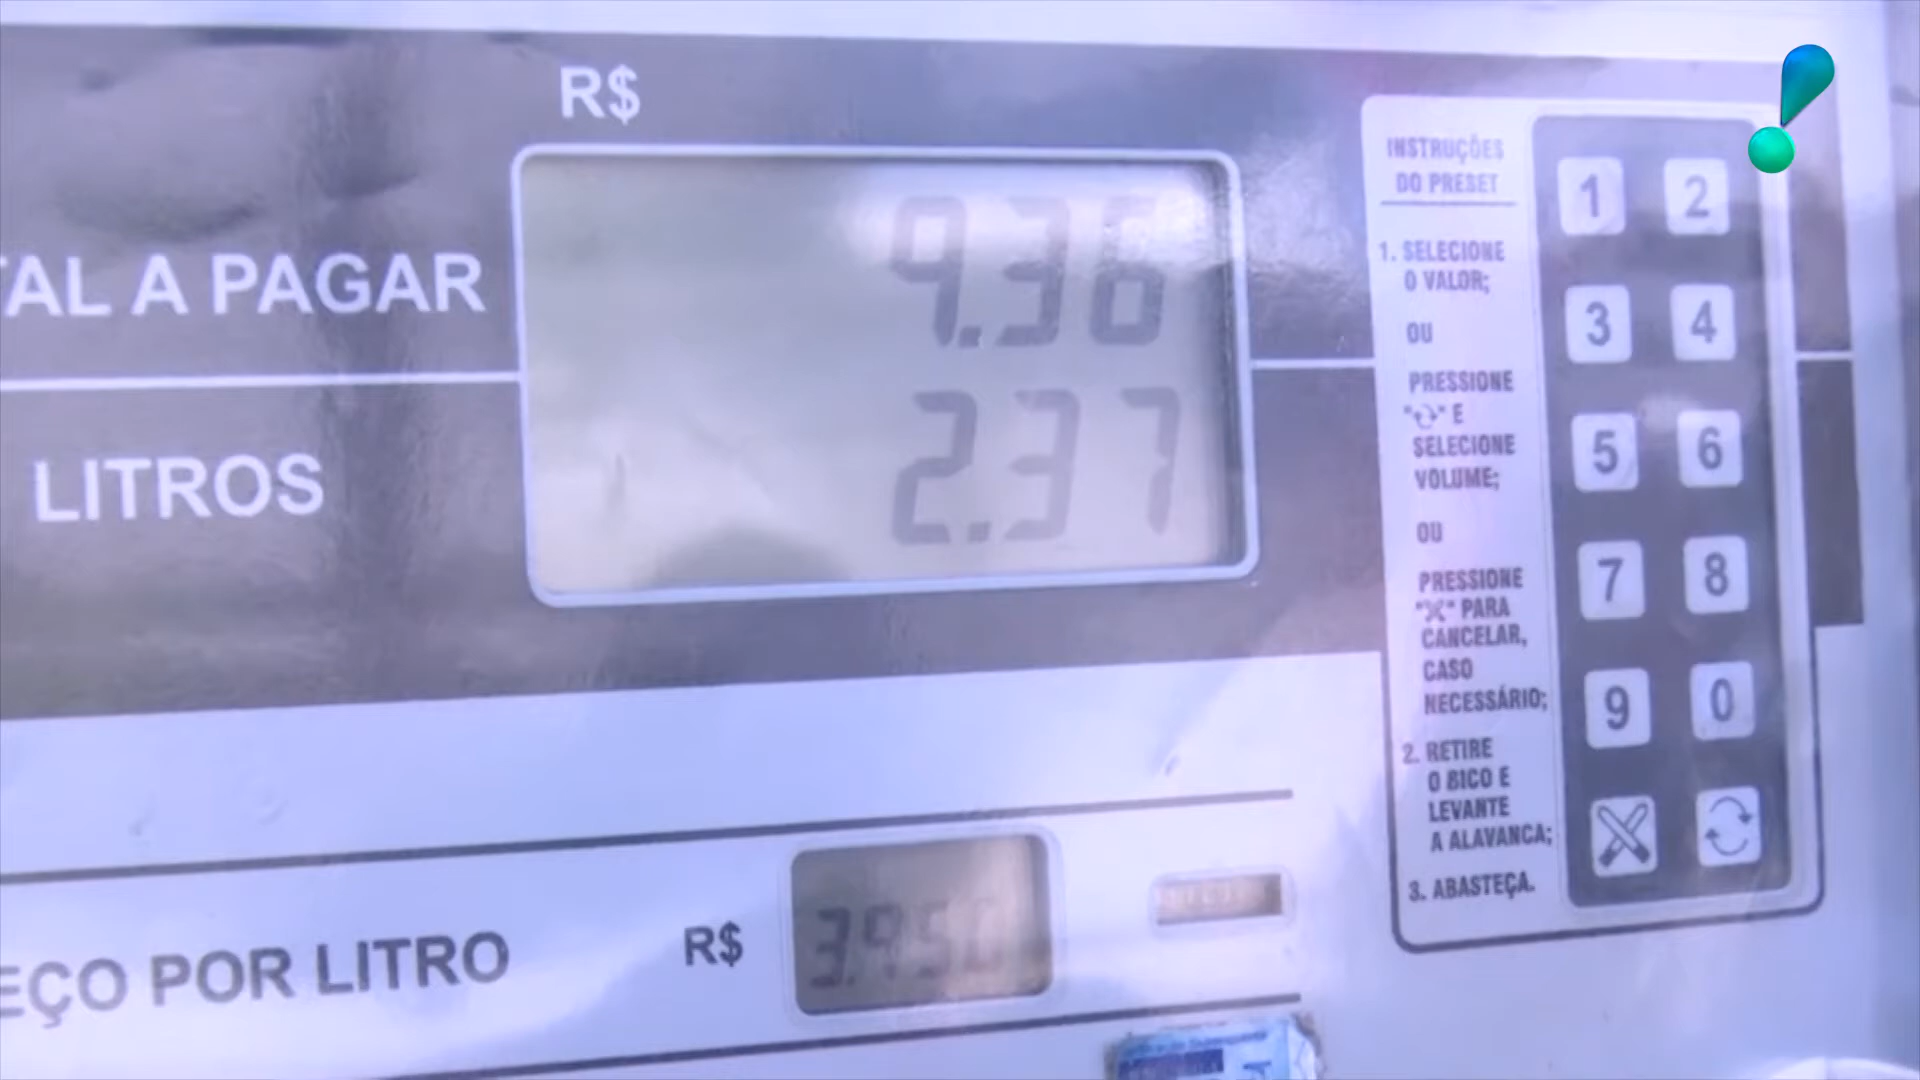 R$
TAL A PAGAR
9.36
LITROS
2.37
EÇO POR LITRO
R$
3.950
INSTRUÇÕES
DO PRESET
1. SELECIONE
O VALOR;
OU
PRESSIONE
" " E
SELECIONE
VOLUME;
OU
PRESSIONE
" " PARA
CANCELAR,
CASO
NECESSÁRIO;
2. RETIRE
O BICO E
LEVANTE
A ALAVANCA;
3. ABASTEÇA.
1 2
3 4
5 6
7 8
9 0